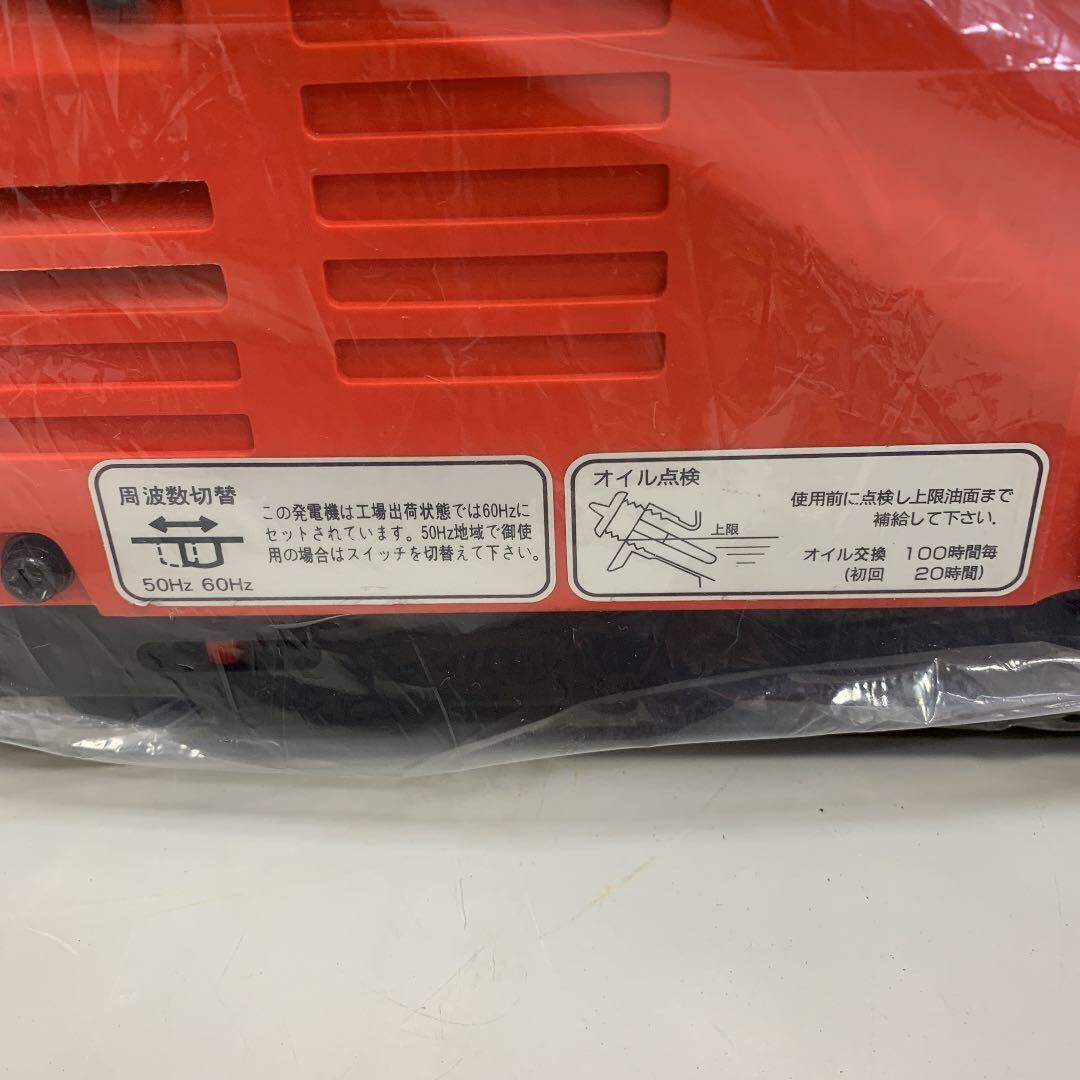 周波数切替
50Hz 60Hz
この発電機は工場出荷状態では60Hzに
セットされています。50Hz地域で御使
用の場合はスイッチを切替えて下さい。
オイル点検
上限
使用前に点検し上限油面まで
補給して下さい.
オイル交換 100時間毎
(初回 20時間)